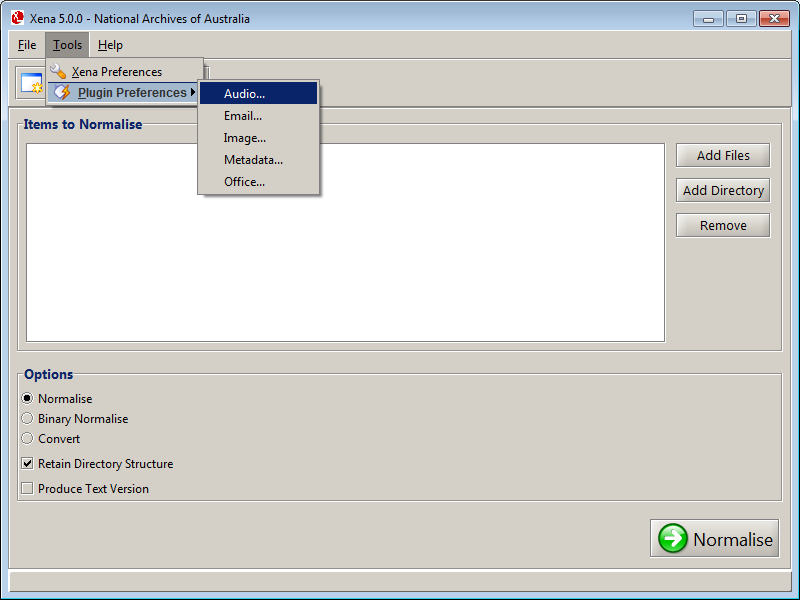 Xena 5.0.0 - National Archives of Australia
File Tools Help
Xena Preferences
Plugin Preferences
Audio...
Email...
Image...
Metadata...
Office...
Items to Normalise
Add Files
Add Directory
Remove
Options
Normalise
Binary Normalise
Convert
Retain Directory Structure
Produce Text Version
Normalise